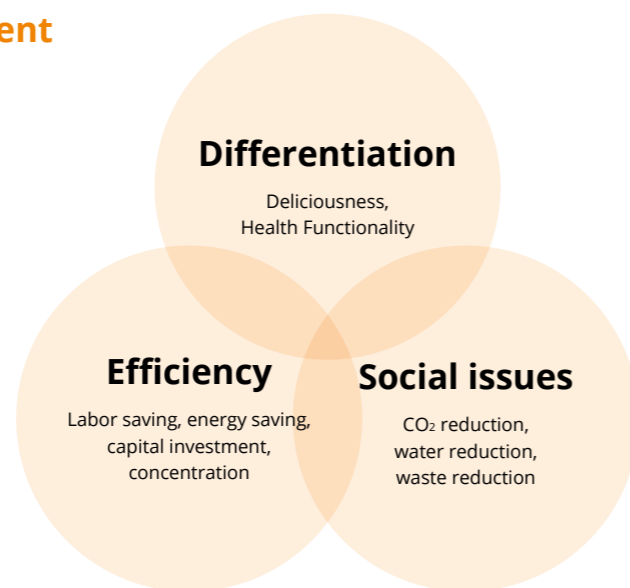 ent
Differentiation
Deliciousness,
Health Functionality
Efficiency
Labor saving, energy saving,
capital investment,
concentration
Social issues
CO₂ reduction,
water reduction,
waste reduction